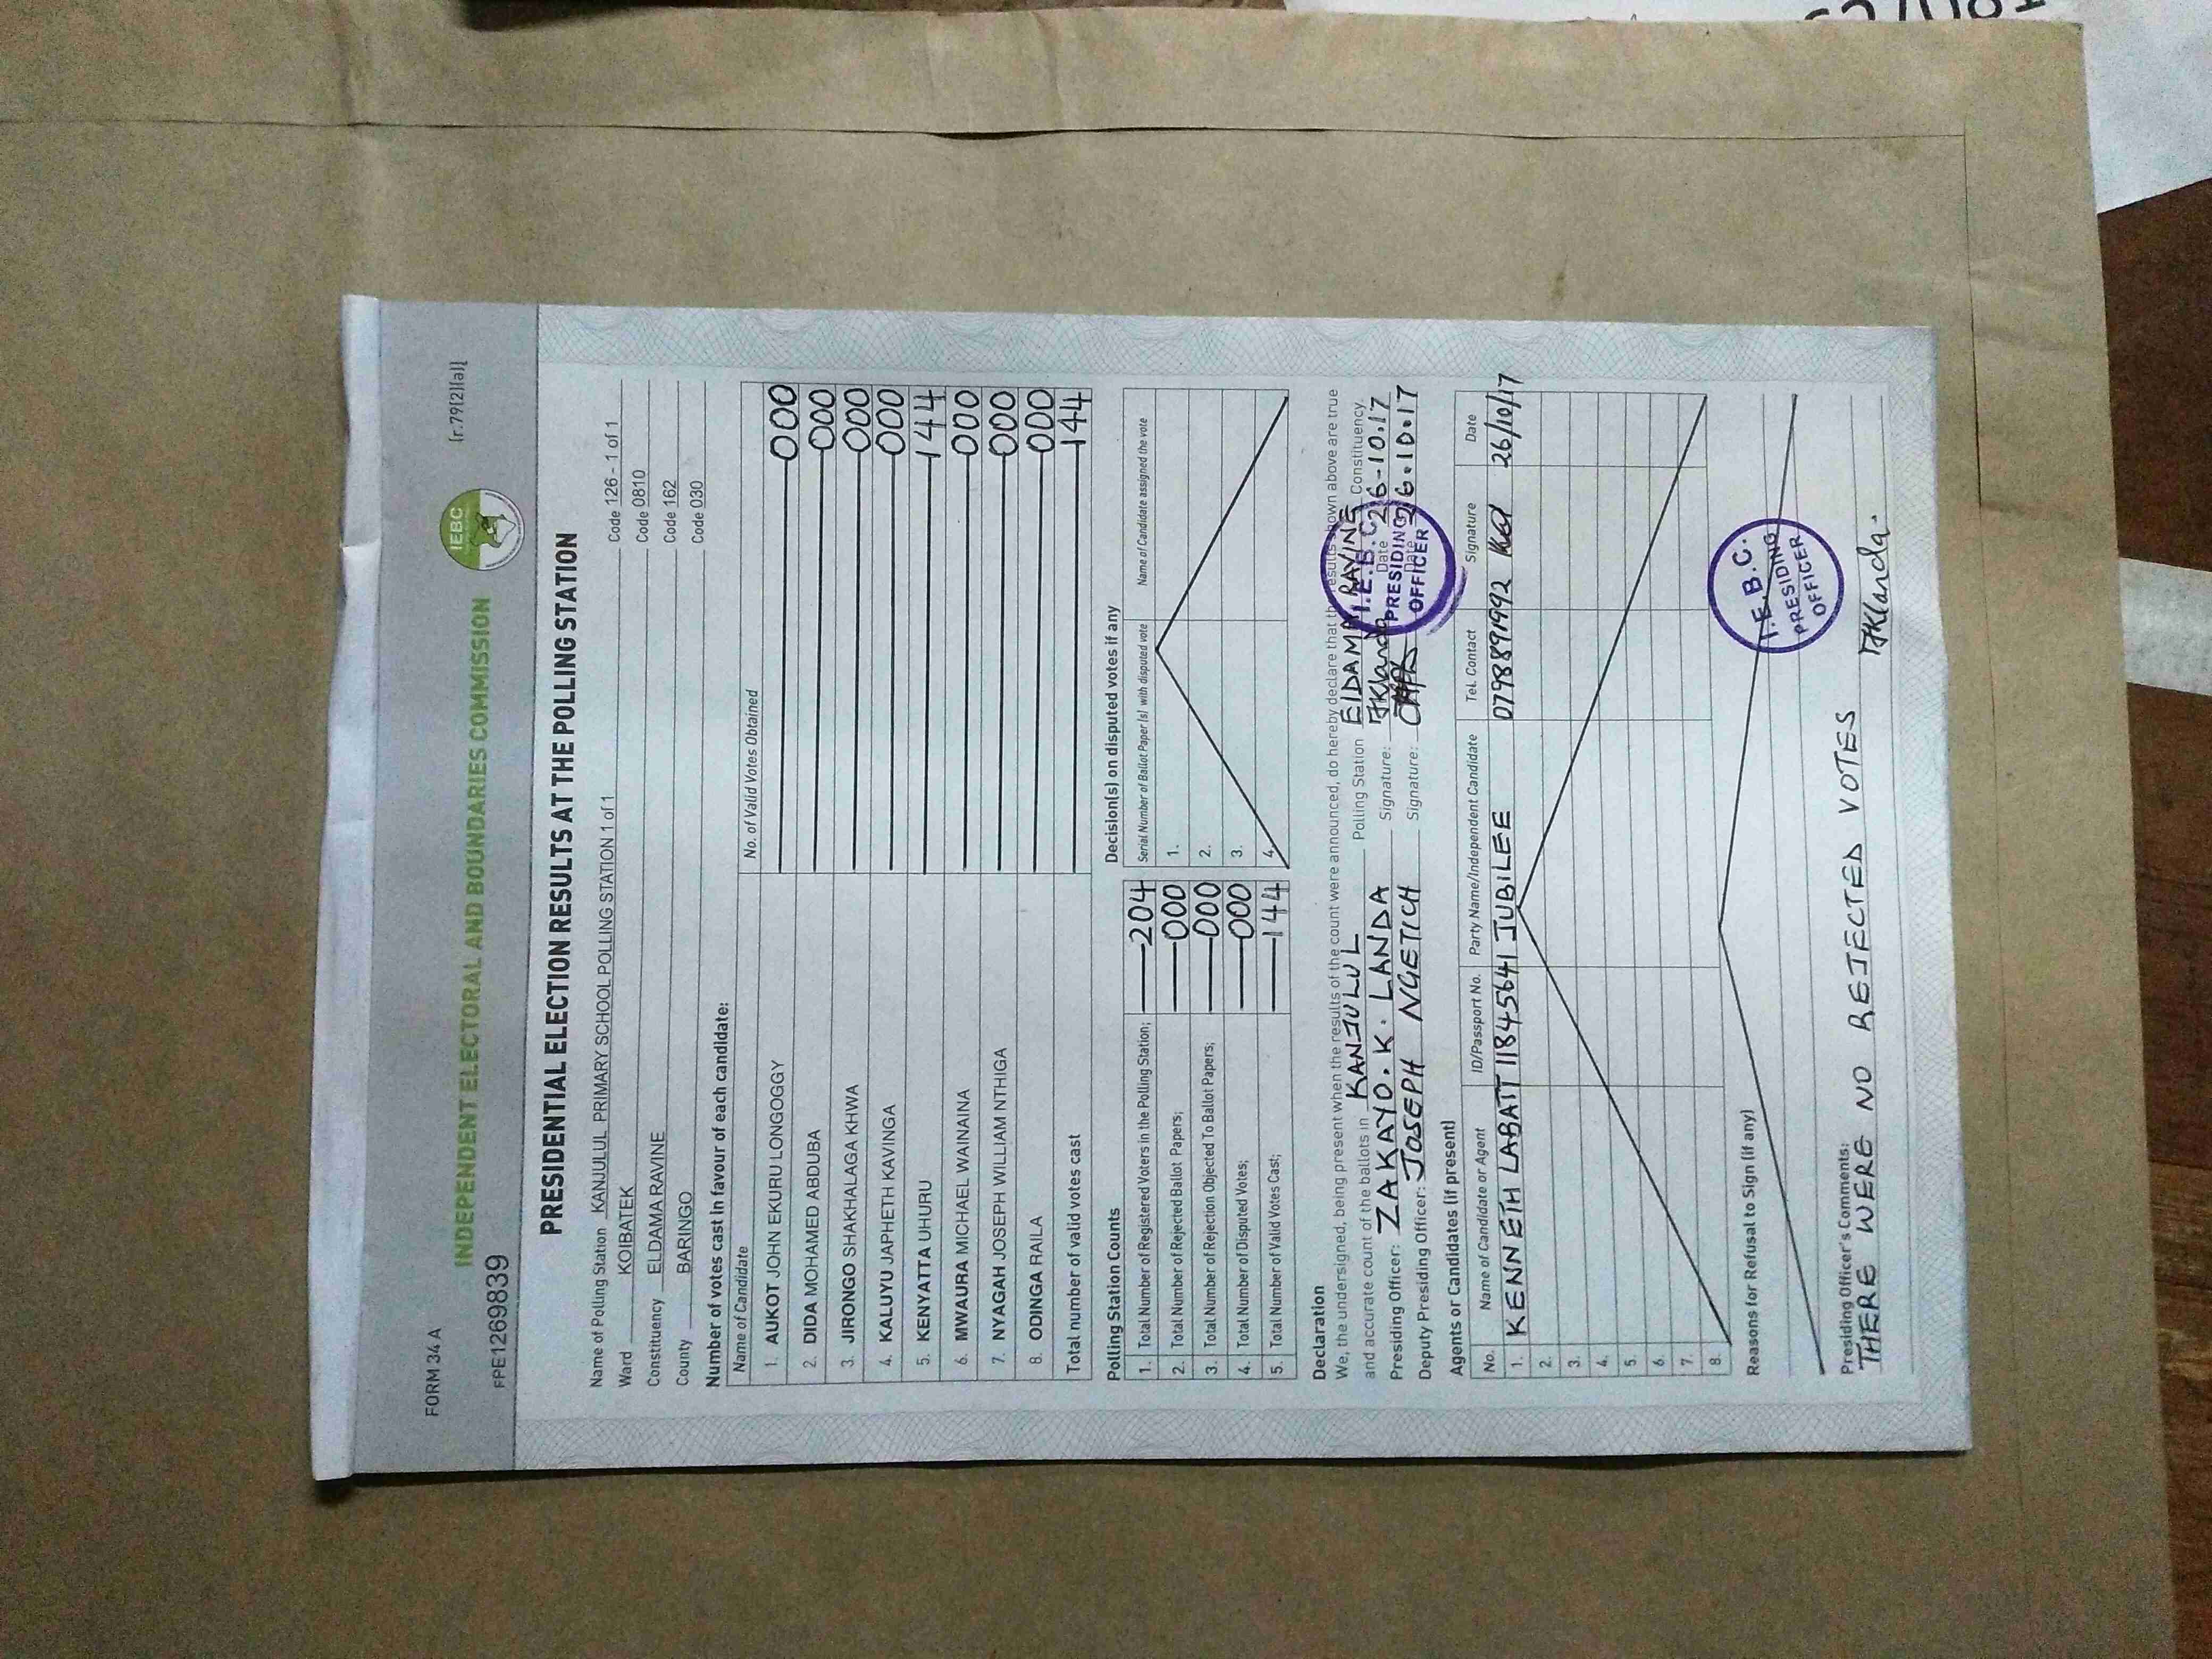 FORM 34 A
(r.79(2)(a))
IEBC
INDEPENDENT ELECTORAL AND BOUNDARIES COMMISSION
FPE1269839
PRESIDENTIAL ELECTION RESULTS AT THE POLLING STATION
Name of Polling Station KANJULUL PRIMARY SCHOOL POLLING STATION 1 of 1 Code 126 - 1 of 1
Ward KOIBATEK Code 0810
Constituency ELDAMA RAVINE Code 162
County BARINGO Code 030
Number of votes cast in favour of each candidate:
Name of Candidate No. of Valid Votes Obtained
1. AUKOT JOHN EKURU LONGOGGY 000
2. DIDA MOHAMED ABDUBA 000
3. JIRONGO SHAKHALAGA KHWA 000
4. KALUYU JAPHETH KAVINGA 000
5. KENYATTA UHURU 144
6. MWAURA MICHAEL WAINAINA 000
7. NYAGAH JOSEPH WILLIAM NTHIGA 000
8. ODINGA RAILA 000
Total number of valid votes cast 144
Polling Station Counts
1. Total Number of Registered Voters in the Polling Station; 204
2. Total Number of Rejected Ballot Papers; 000
3. Total Number of Rejection Objected To Ballot Papers; 000
4. Total Number of Disputed Votes; 000
5. Total Number of Valid Votes Cast; 144
Decision(s) on disputed votes if any
Serial Number of Ballot Paper (s) with disputed vote Name of Candidate assigned the vote
1.
2.
3.
4.
Declaration
We, the undersigned, being present when the results of the count were announced, do hereby declare that the results shown above are true
and accurate count of the ballots in KANJULUL Polling Station ELDAMA RAVINE Constituency.
Presiding Officer: ZAKAYO. K. LANDA Signature: ZKlanda Date 26-10.17
Deputy Presiding Officer: JOSEPH NGETICH Signature: Date 26.10.17
I.E.B.C.
PRESIDING
OFFICER
Agents or Candidates (if present)
No. Name of Candidate or Agent ID/Passport No. Party Name/Independent Candidate Tel. Contact Signature Date
1. KENNETH LABATT 11845641 JUBILEE 0798891992 Ked 26/10/17
2.
3.
4.
5.
6.
7.
8.
Reasons for Refusal to Sign (if any)
I.E.B.C.
PRESIDING
OFFICER
Presiding Officer's Comments:
THERE WERE NO REJECTED VOTES ZKlanda.